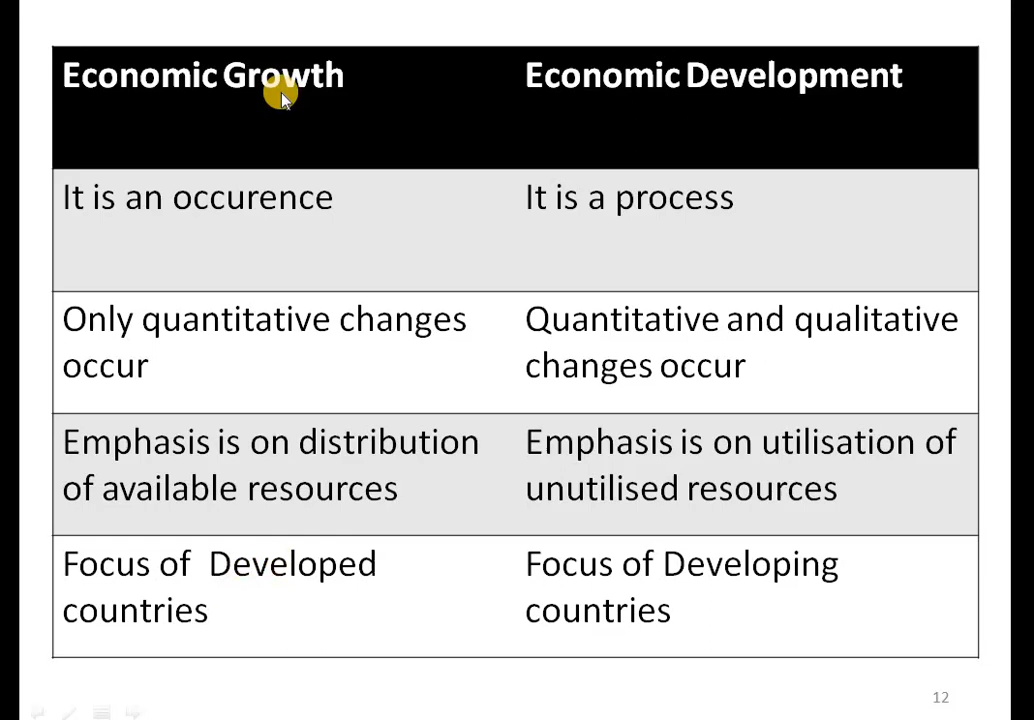 Economic Growth
Economic Development
It is an occurence
It is a process
Only quantitative changes
occur
Quantitative and qualitative
changes occur
Emphasis is on distribution
of available resources
Emphasis is on utilisation of
unutilised resources
Focus of Developed
countries
Focus of Developing
countries
12